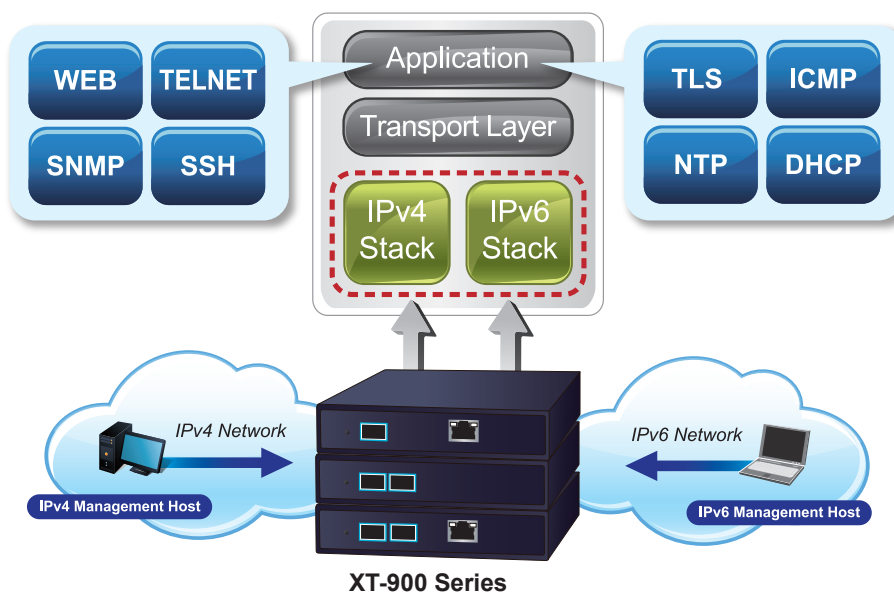 WEB
TELNET
SNMP
SSH
Application
Transport Layer
IPv4
Stack
IPv6
Stack
TLS
ICMP
NTP
DHCP
IPv4 Network
IPv4 Management Host
IPv6 Network
IPv6 Management Host
XT-900 Series